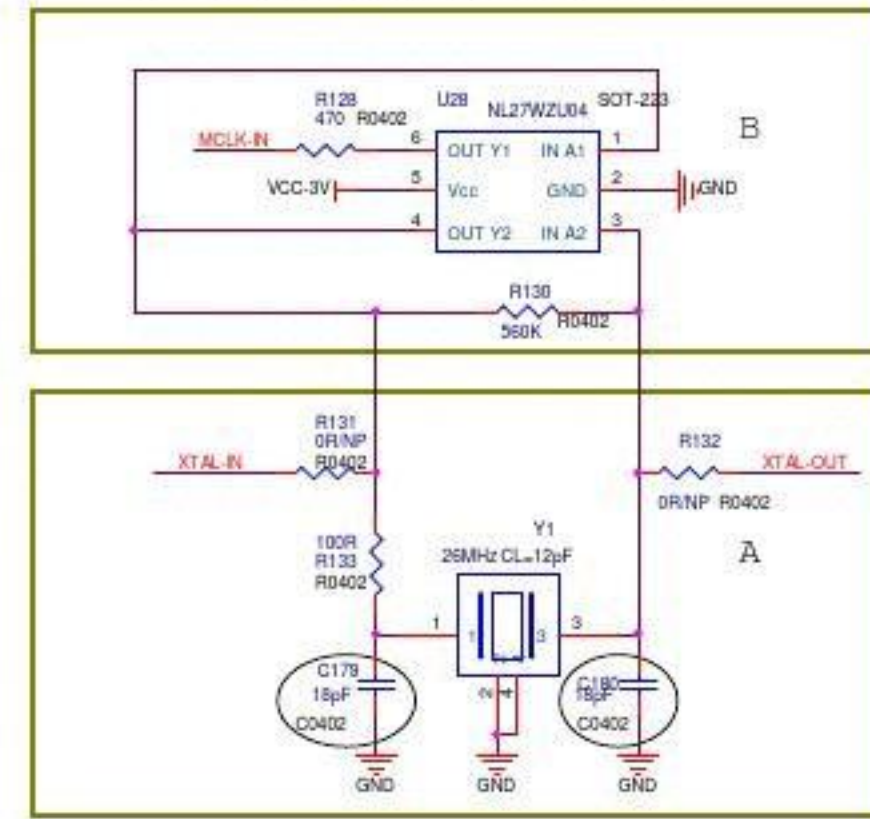 R128
470 R0402
U28
NL27WZU04
SOT-223
B
MCLK-IN
6
OUT Y1
IN A1
1
VCC-3V
5
Vcc
GND
2
GND
4
OUT Y2
IN A2
3
R130
560K
R0402
R131
0R/NP
R0402
XTAL-IN
R132
XTAL-OUT
0R/NP R0402
A
100R
R133
R0402
Y1
26MHz CL=12pF
1
1
3
3
C179
18pF
C0402
2
4
C180
18pF
C0402
GND
GND
GND